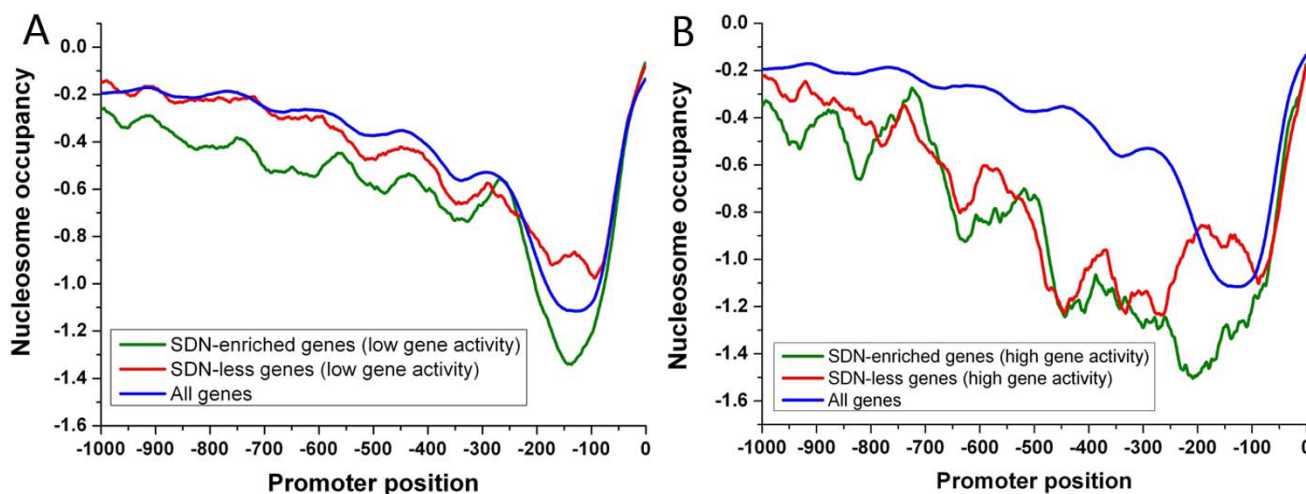 A
Nucleosome occupancy
0.0
-0.2
-0.4
-0.6
-0.8
-1.0
-1.2
-1.4
-1.6
SDN-enriched genes (low gene activity)
SDN-less genes (low gene activity)
All genes
-1000 -900 -800 -700 -600 -500 -400 -300 -200 -100 0
Promoter position
B
Nucleosome occupancy
0.0
-0.2
-0.4
-0.6
-0.8
-1.0
-1.2
-1.4
-1.6
SDN-enriched genes (high gene activity)
SDN-less genes (high gene activity)
All genes
-1000 -900 -800 -700 -600 -500 -400 -300 -200 -100 0
Promoter position